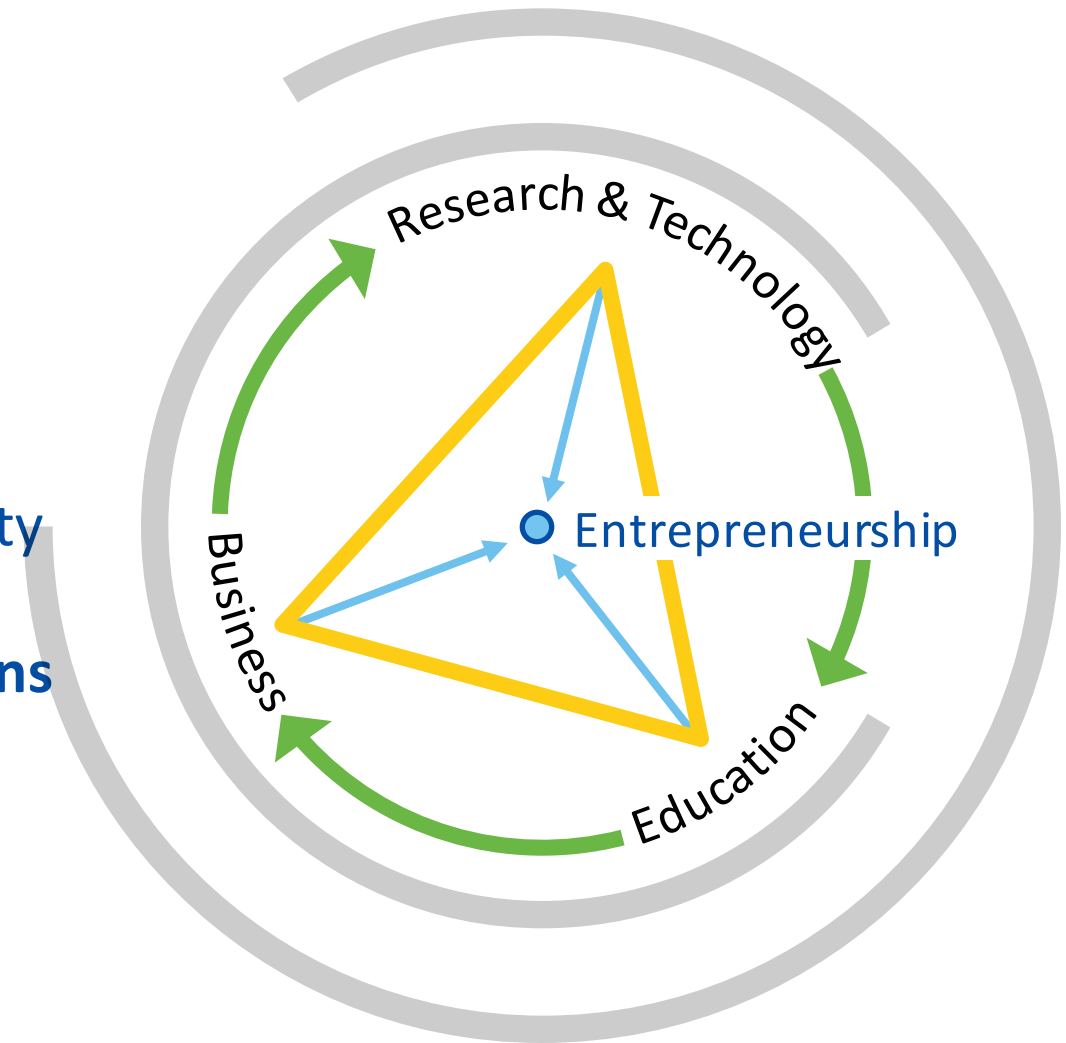 Research & Technology
ty
Entrepreneurship
Business
ns
Education